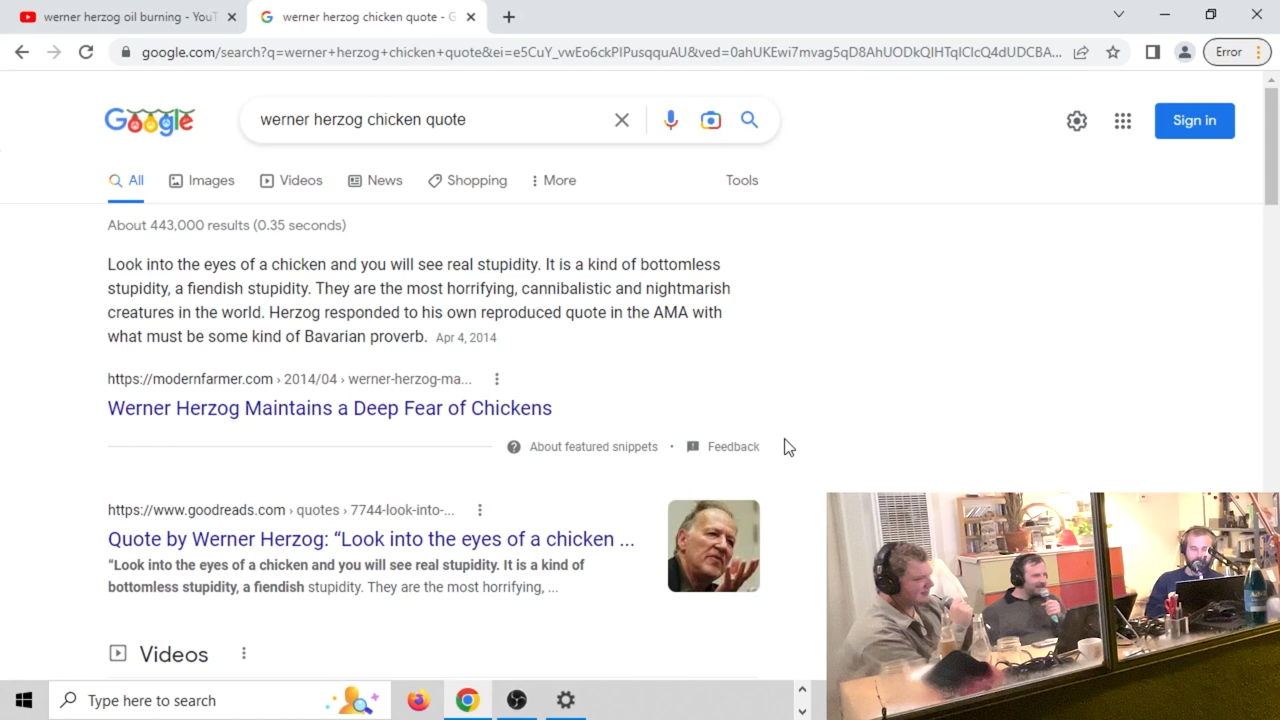 werner herzog oil burning - YouT
werner herzog chicken quote - G
google.com/search?q=werner+herzog+chicken+quote&ei=e5CuY_vwEo6ckPIPusqquAU&ved=0ahUKEwi7mvag5qD8AhUODkQIHTqIClcQ4dUDCBA...
Error
Google
werner herzog chicken quote
Sign in
All
Images
Videos
News
Shopping
More
Tools
About 443,000 results (0.35 seconds)
Look into the eyes of a chicken and you will see real stupidity. It is a kind of bottomless
stupidity, a fiendish stupidity. They are the most horrifying, cannibalistic and nightmarish
creatures in the world. Herzog responded to his own reproduced quote in the AMA with
what must be some kind of Bavarian proverb. Apr 4, 2014
https://modernfarmer.com › 2014/04 › werner-herzog-ma...
Werner Herzog Maintains a Deep Fear of Chickens
About featured snippets • Feedback
https://www.goodreads.com › quotes › 7744-look-into-...
Quote by Werner Herzog: “Look into the eyes of a chicken ...
“Look into the eyes of a chicken and you will see real stupidity. It is a kind of
bottomless stupidity, a fiendish stupidity. They are the most horrifying, ...
Videos
Type here to search